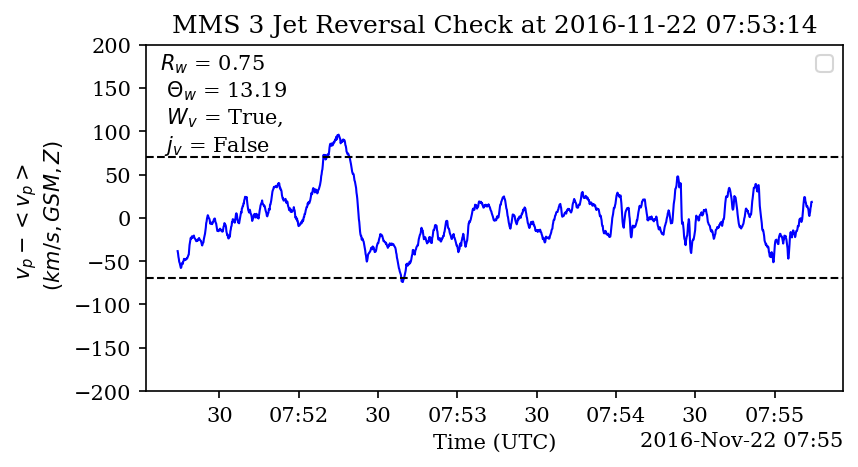 MMS 3 Jet Reversal Check at 2016-11-22 07:53:14
R_w = 0.75
Θ_w = 13.19
W_v = True,
j_v = False
200
150
100
50
0
−50
−100
−150
−200
v_p − < v_p >
(km/s, GSM, Z)
30 07:52 30 07:53 30 07:54 30 07:55
Time (UTC)
2016-Nov-22 07:55